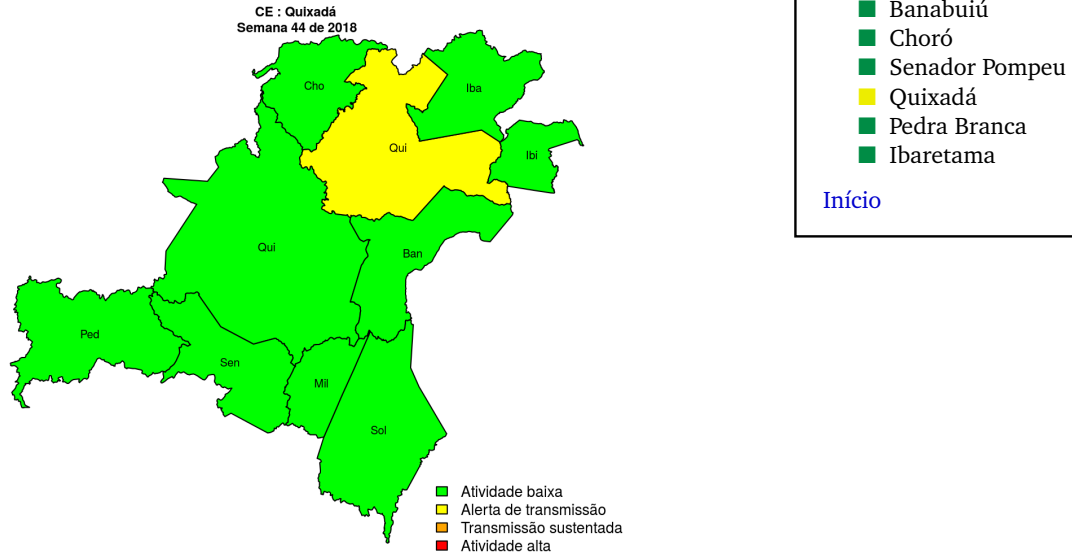 CE : Quixadá
Semana 44 de 2018
Cho
Iba
Qui
Ibi
Qui
Ban
Ped
Sen
Mil
Sol
Atividade baixa
Alerta de transmissão
Transmissão sustentada
Atividade alta
Banabuiú
Choró
Senador Pompeu
Quixadá
Pedra Branca
Ibaretama
Início